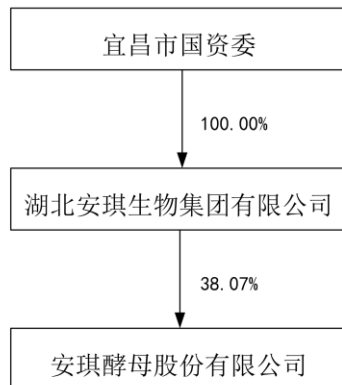 宜昌市国资委
100.00%
湖北安琪生物集团有限公司
38.07%
安琪酵母股份有限公司